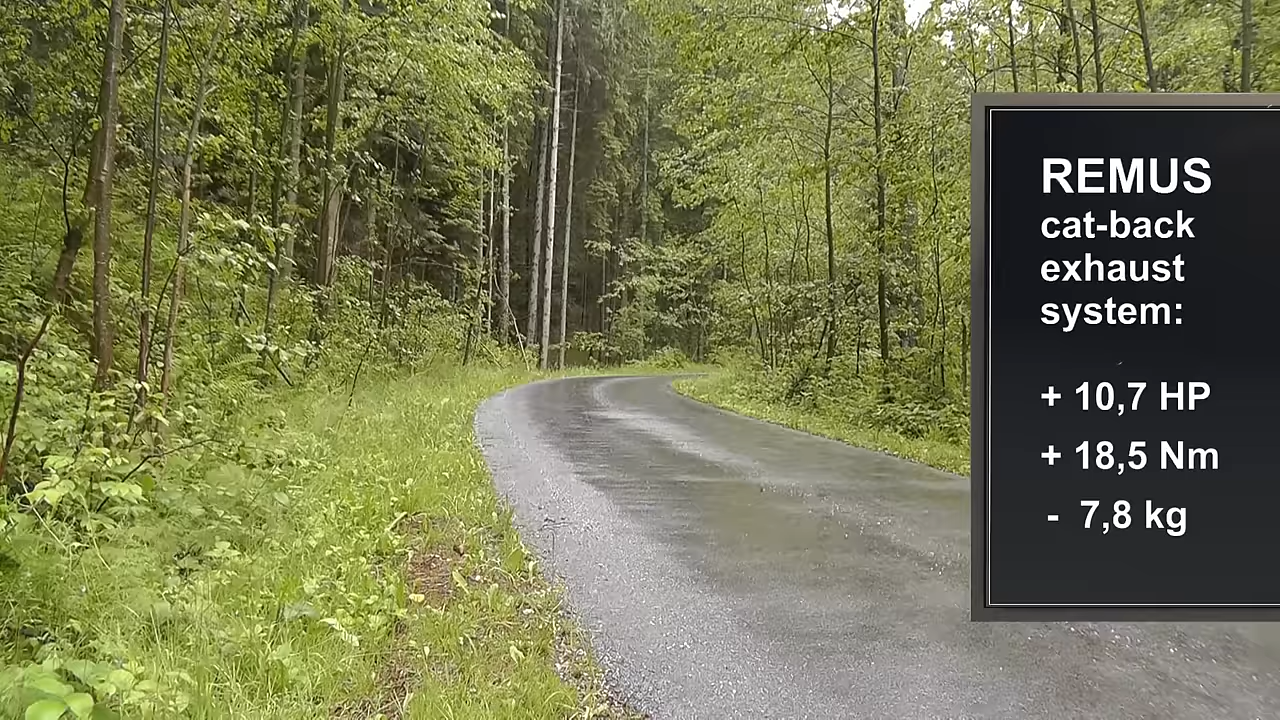 REMUS
cat-back
exhaust
system:
+ 10,7 HP
+ 18,5 Nm
- 7,8 kg